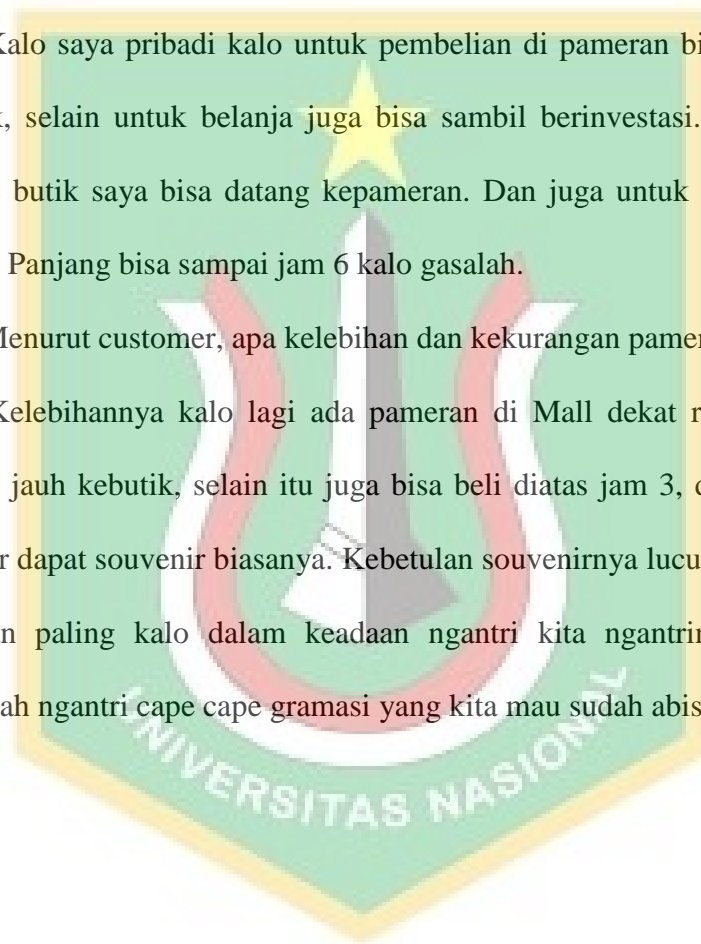 Kalo saya pribadi kalo untuk pembelian di pameran bi
, selain untuk belanja juga bisa sambil berinvestasi.
butik saya bisa datang kepameran. Dan juga untuk
Panjang bisa sampai jam 6 kalo gasalah.
Menurut customer, apa kelebihan dan kekurangan pamer
Kelebihannya kalo lagi ada pameran di Mall dekat r
jauh kebutik, selain itu juga bisa beli diatas jam 3, d
r dapat souvenir biasanya. Kebetulan souvenirnya lucu
n paling kalo dalam keadaan ngantri kita ngantrin
ah ngantri cape cape gramasi yang kita mau sudah abis
UNIVERSITAS NASIONAL